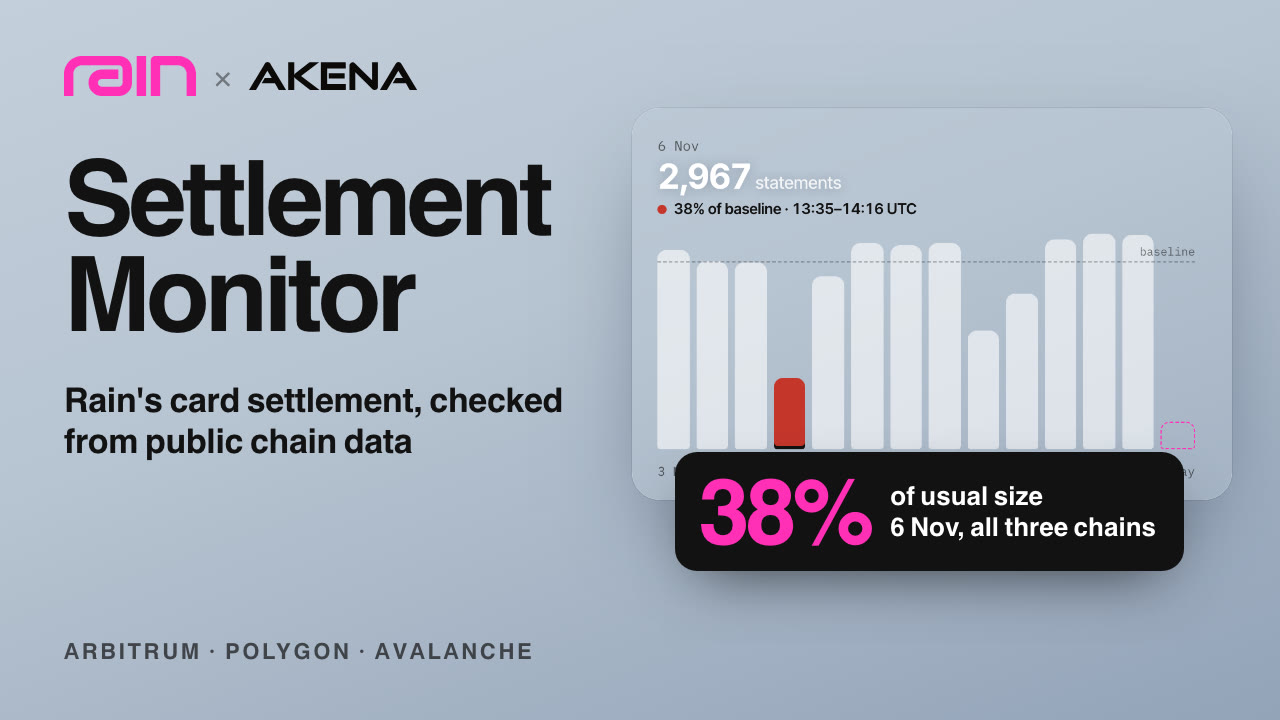 rain × AKENA
Settlement
Monitor
Rain's card settlement, checked
from public chain data
ARBITRUM · POLYGON · AVALANCHE
6 Nov
2,967 statements
38% of baseline · 13:35–14:16 UTC
baseline
3
38%
of usual size
6 Nov, all three chains